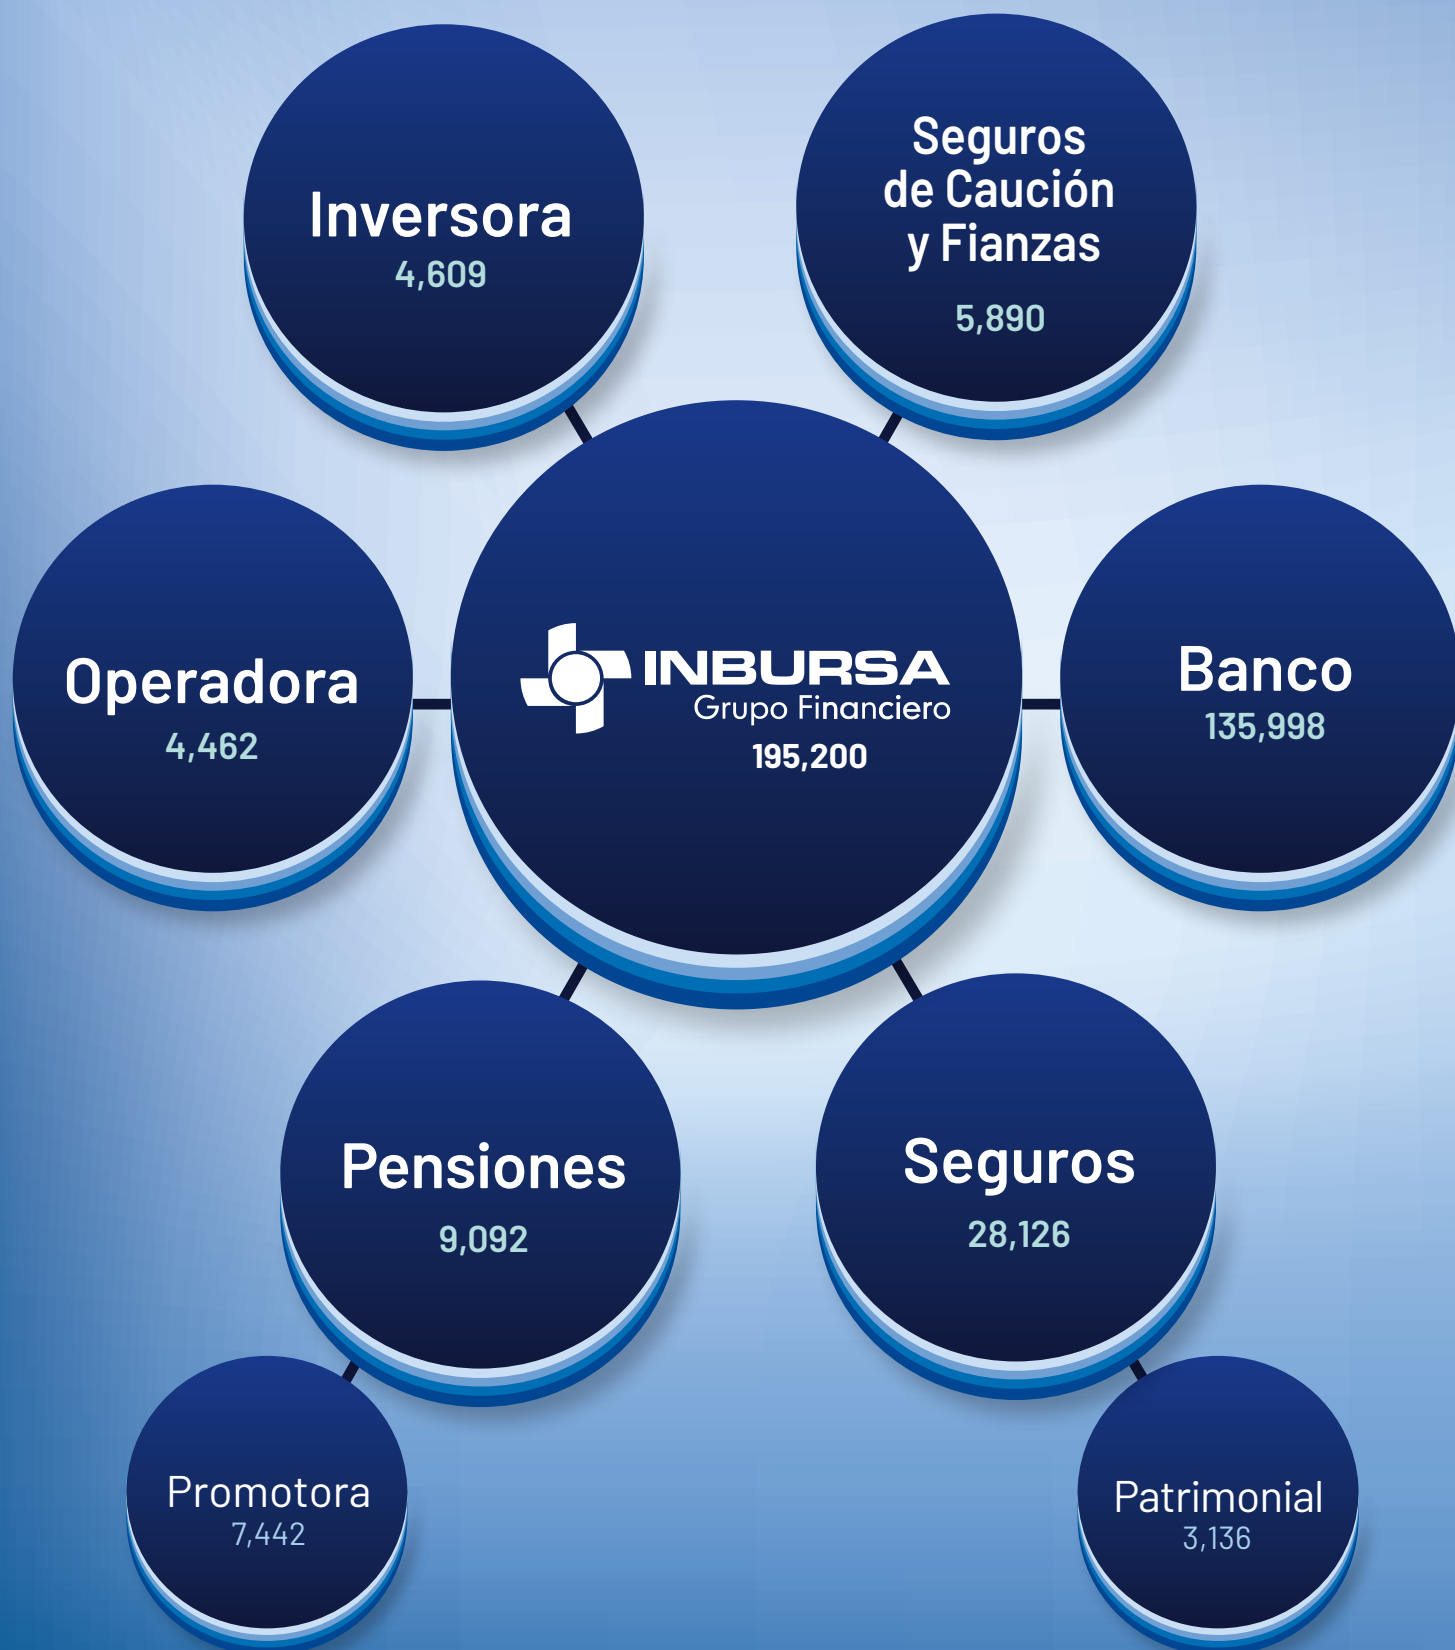 Inversora
4,609
Seguros
de Caución
y Fianzas
5,890
Operadora
4,462
INBURSA
Grupo Financiero
195,200
Banco
135,998
Pensiones
9,092
Seguros
28,126
Promotora
7,442
Patrimonial
3,136